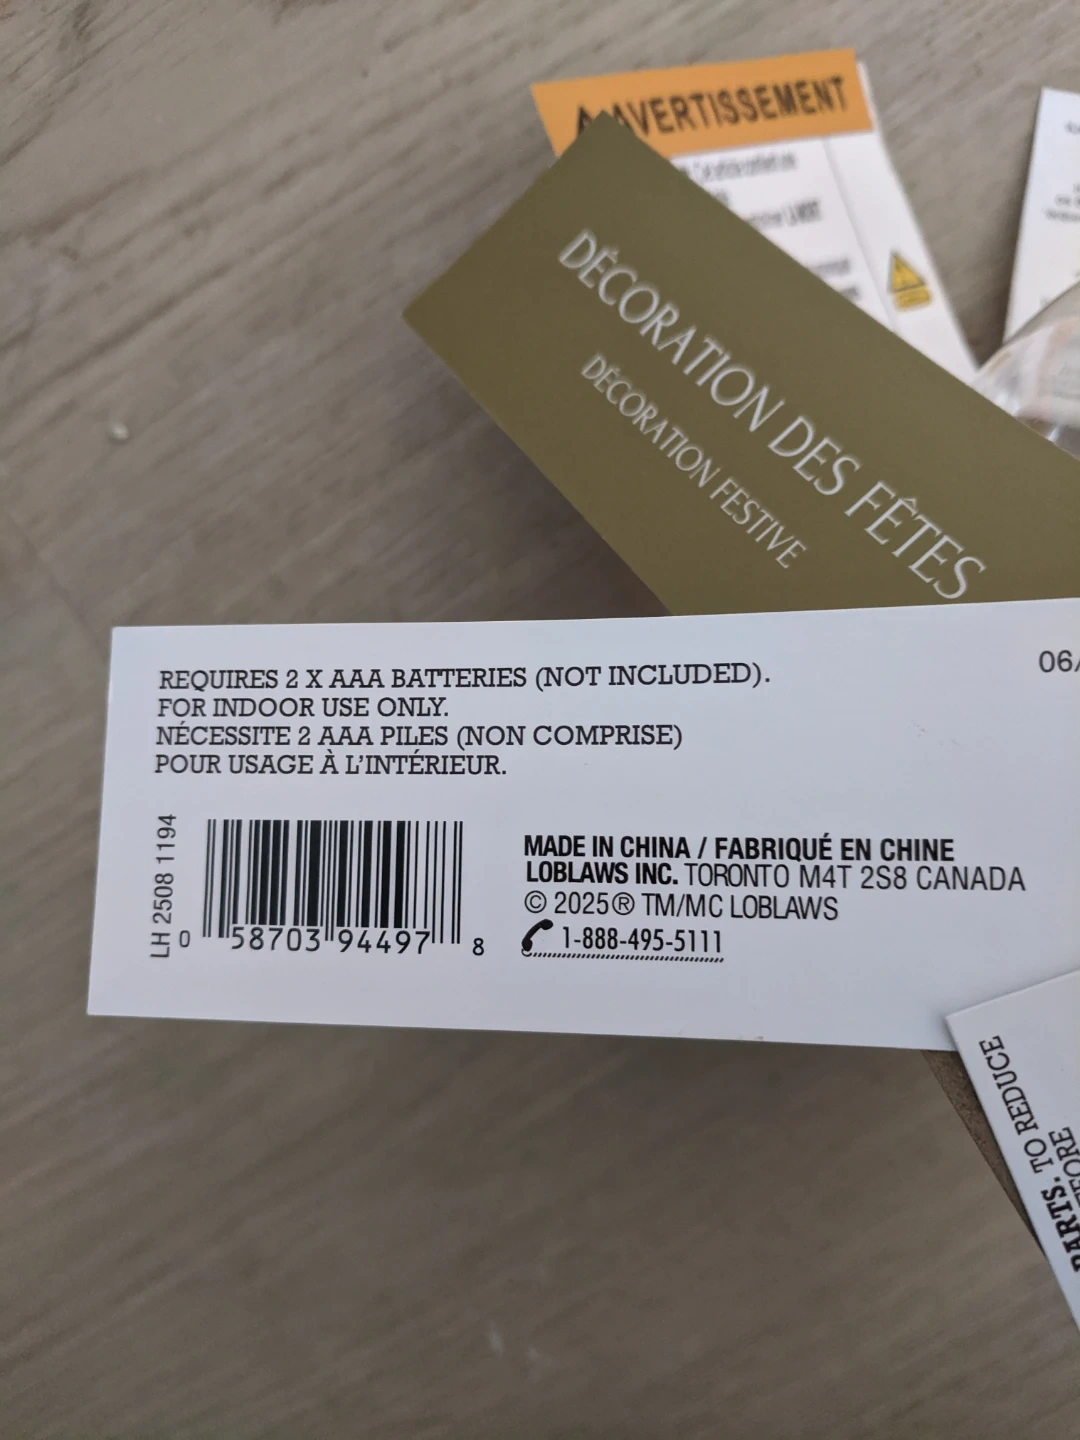 AVERTISSEMENT
DÉCORATION DES FÊTES
DÉCORATION FESTIVE
REQUIRES 2 X AAA BATTERIES (NOT INCLUDED).
FOR INDOOR USE ONLY.
NÉCESSITE 2 AAA PILES (NON COMPRISE)
POUR USAGE À L'INTÉRIEUR.
06/
LH 2508 1194
0 58703 94497 8
MADE IN CHINA / FABRIQUÉ EN CHINE
LOBLAWS INC. TORONTO M4T 2S8 CANADA
© 2025® TM/MC LOBLAWS
1-888-495-5111
PARTS. TO REDUCE